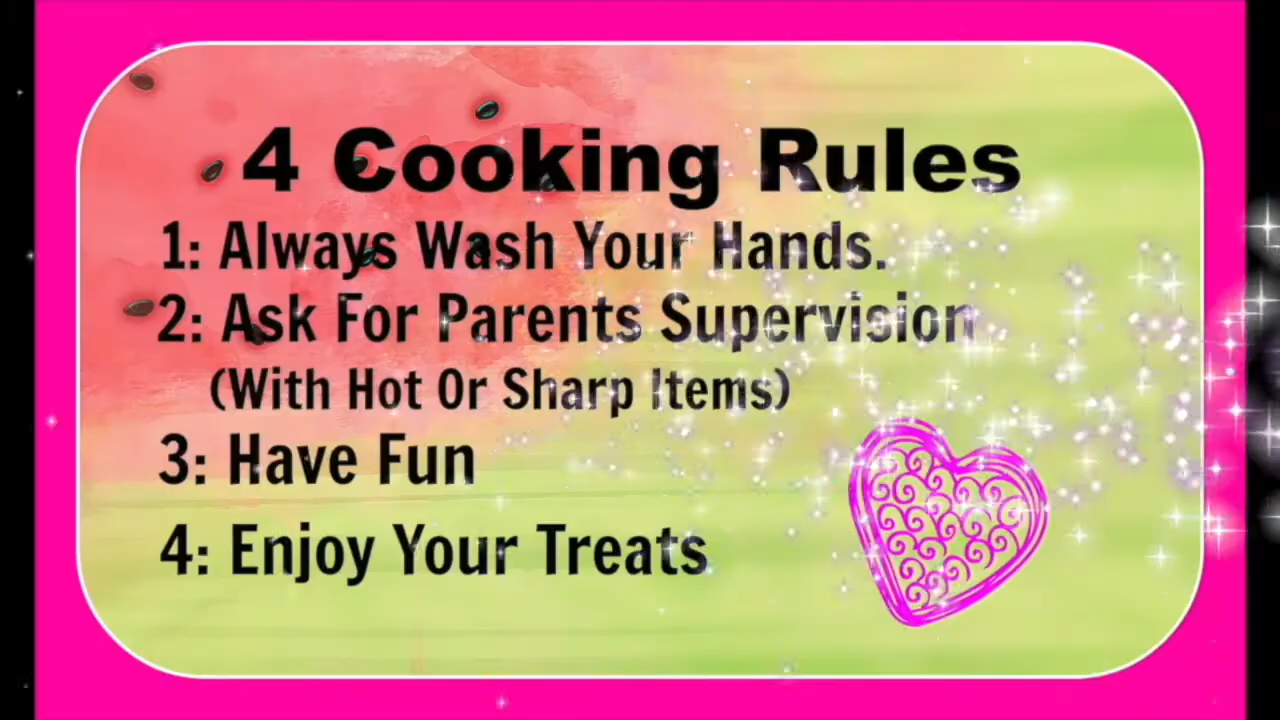 4 Cooking Rules
1: Always Wash Your Hands.
2: Ask For Parents Supervision
(With Hot Or Sharp Items)
3: Have Fun
4: Enjoy Your Treats